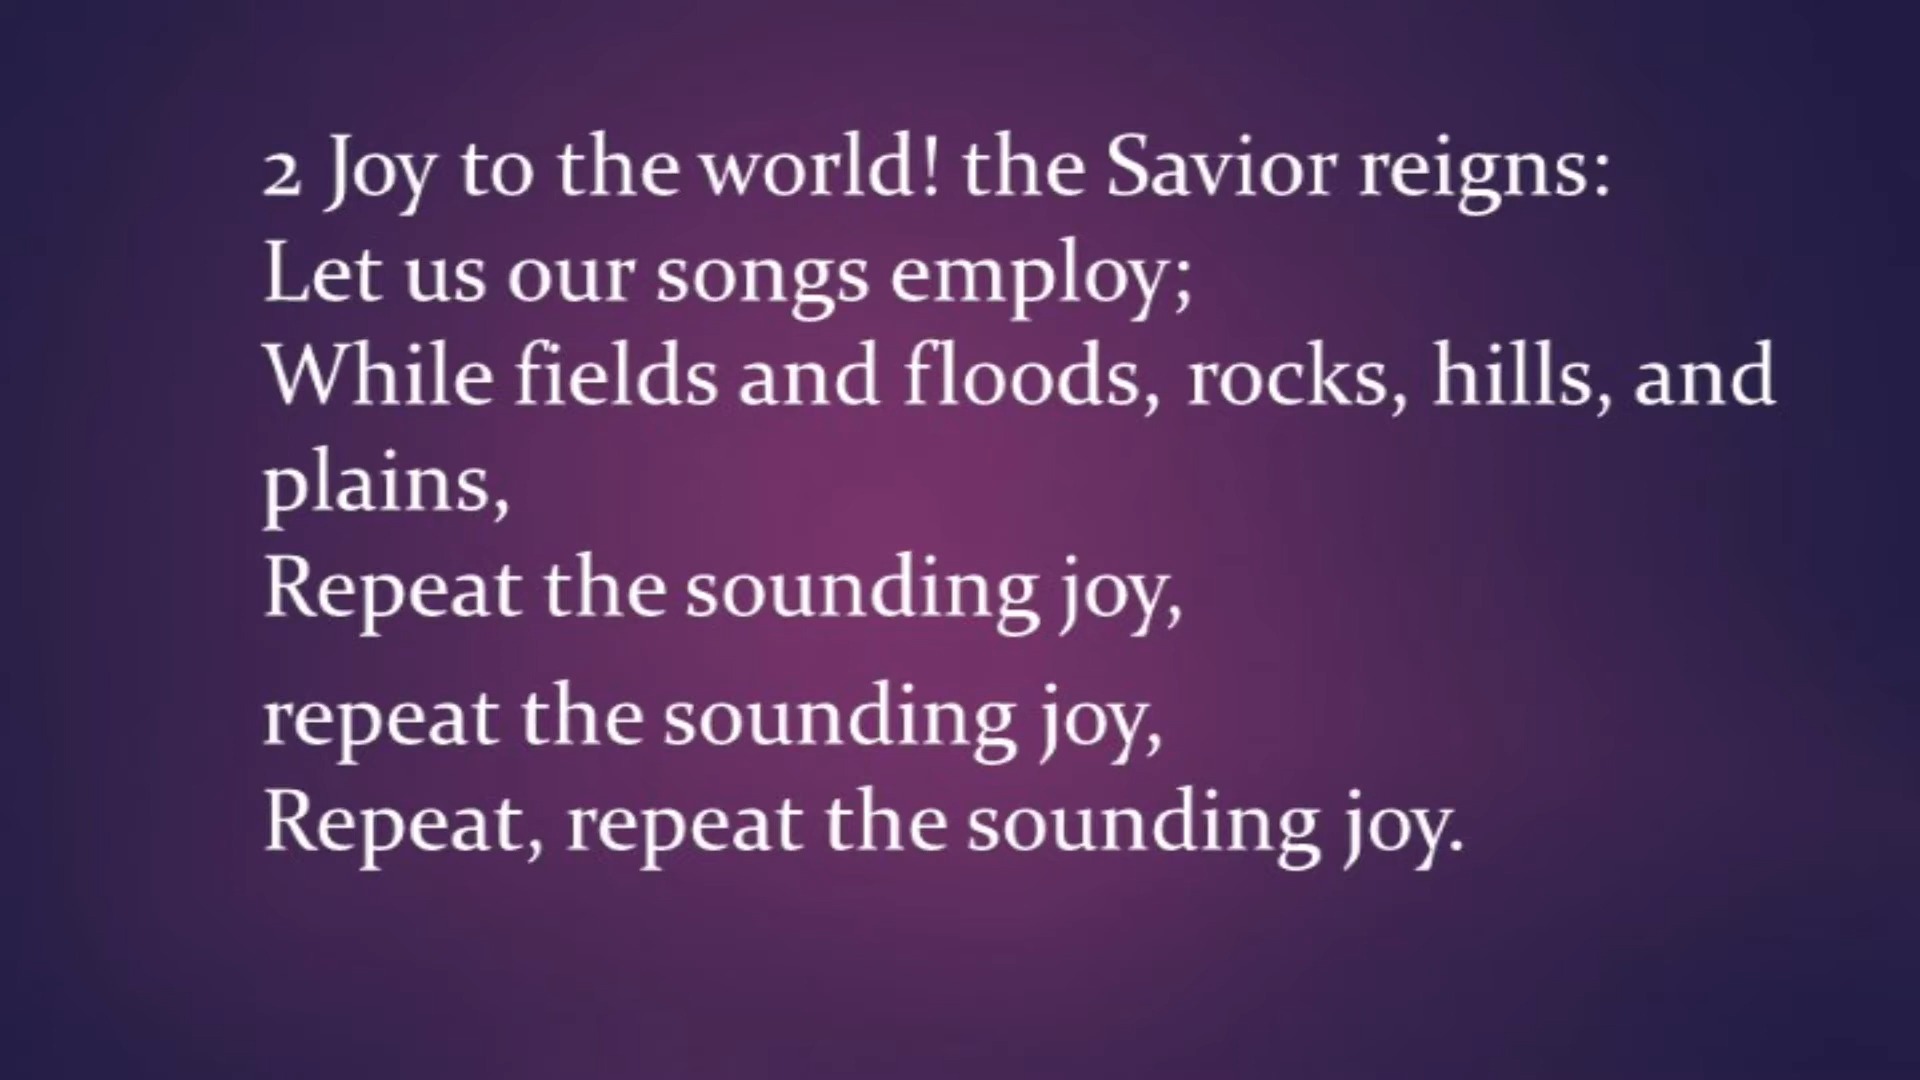 2 Joy to the world! the Savior reigns:
Let us our songs employ;
While fields and floods, rocks, hills, and
plains,
Repeat the sounding joy,
repeat the sounding joy,
Repeat, repeat the sounding joy.